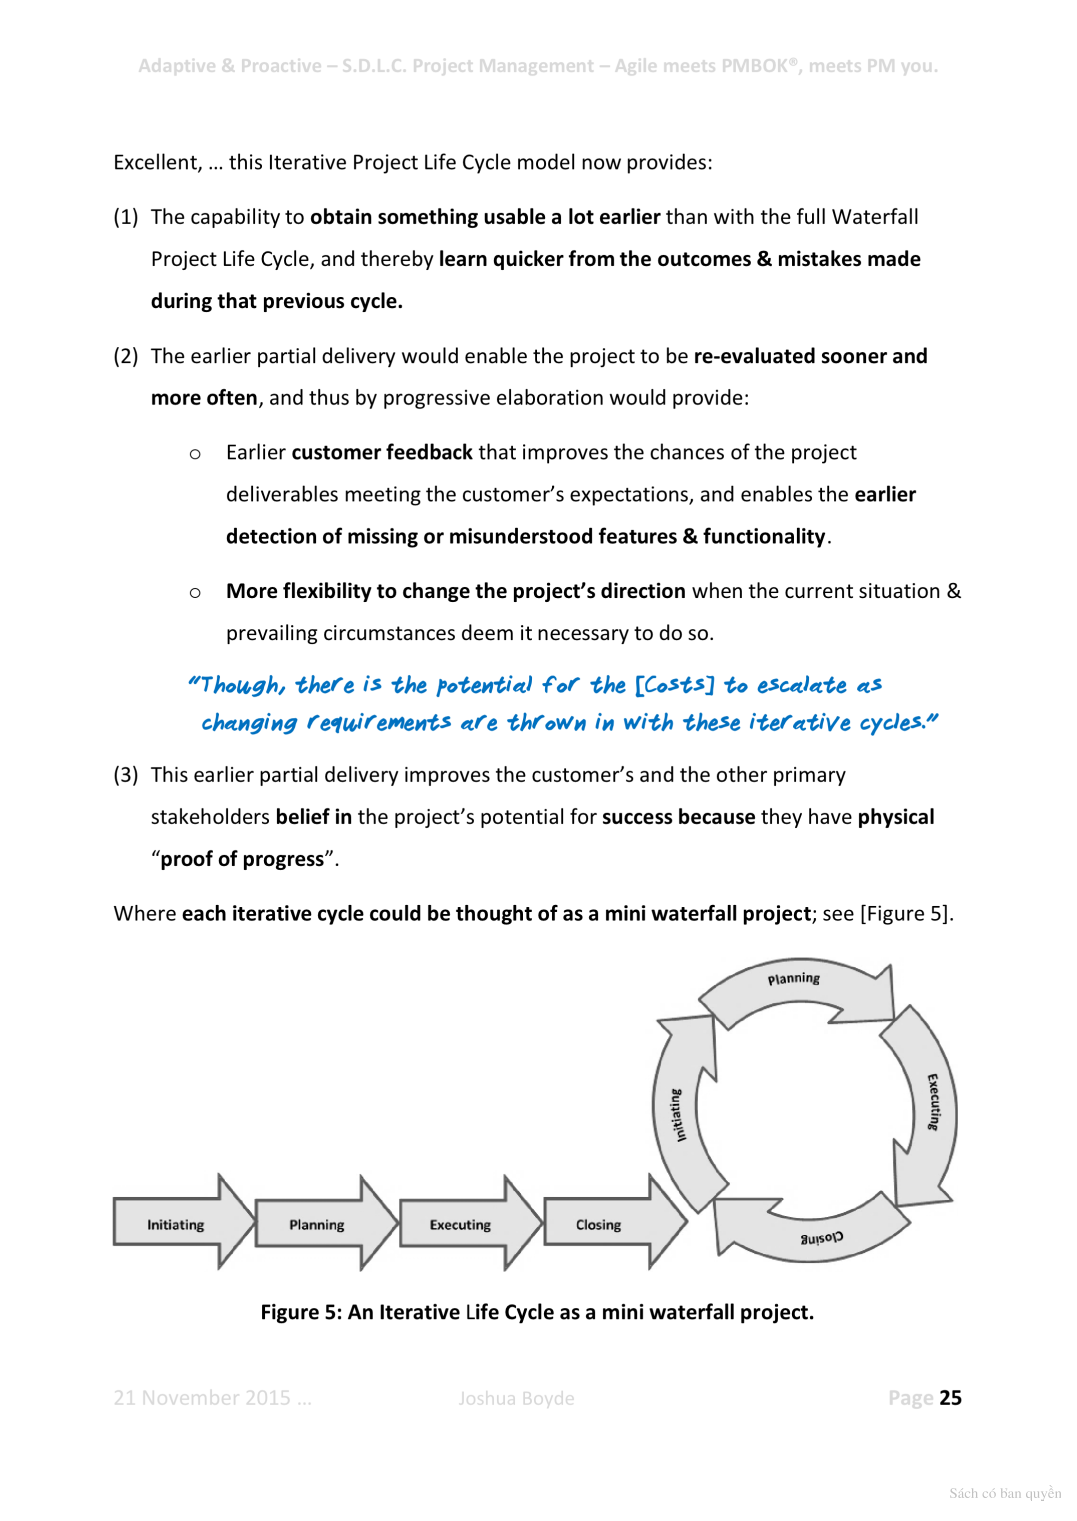 Adaptive & Proactive – S.D.L.C. Project Management – Agile meets PMBOK®, meets PM you.
Excellent, ... this Iterative Project Life Cycle model now provides:
(1) The capability to obtain something usable a lot earlier than with the full Waterfall
Project Life Cycle, and thereby learn quicker from the outcomes & mistakes made
during that previous cycle.
(2) The earlier partial delivery would enable the project to be re-evaluated sooner and
more often, and thus by progressive elaboration would provide:
o Earlier customer feedback that improves the chances of the project
deliverables meeting the customer’s expectations, and enables the earlier
detection of missing or misunderstood features & functionality.
o More flexibility to change the project’s direction when the current situation &
prevailing circumstances deem it necessary to do so.
“Though, there is the potential for the [Costs] to escalate as
changing requirements are thrown in with these iterative cycles.”
(3) This earlier partial delivery improves the customer’s and the other primary
stakeholders belief in the project’s potential for success because they have physical
“proof of progress”.
Where each iterative cycle could be thought of as a mini waterfall project; see [Figure 5].
Planning
Executing
Initiating
Closing
Initiating
Planning
Executing
Closing
Figure 5: An Iterative Life Cycle as a mini waterfall project.
21 November 2015 ...
Joshua Boyde
Page 25
Sách có bản quyền